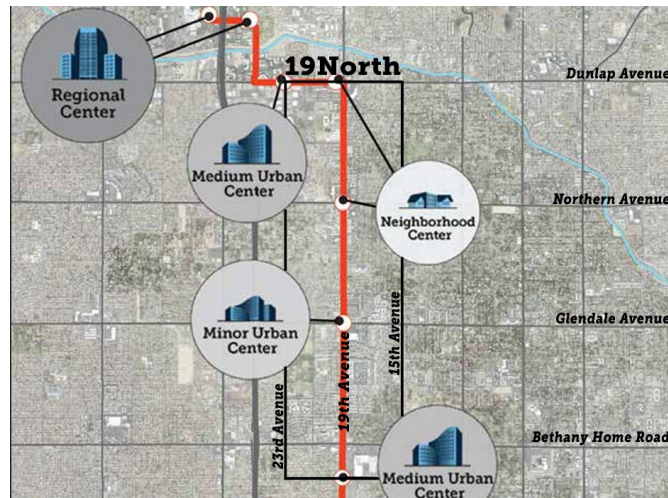 19North
Dunlap Avenue
Regional
Center
Medium Urban
Center
Northern Avenue
Neighborhood
Center
Glendale Avenue
Minor Urban
Center
15th Avenue
19th Avenue
23rd Avenue
Bethany Home Road
Medium Urban
Center